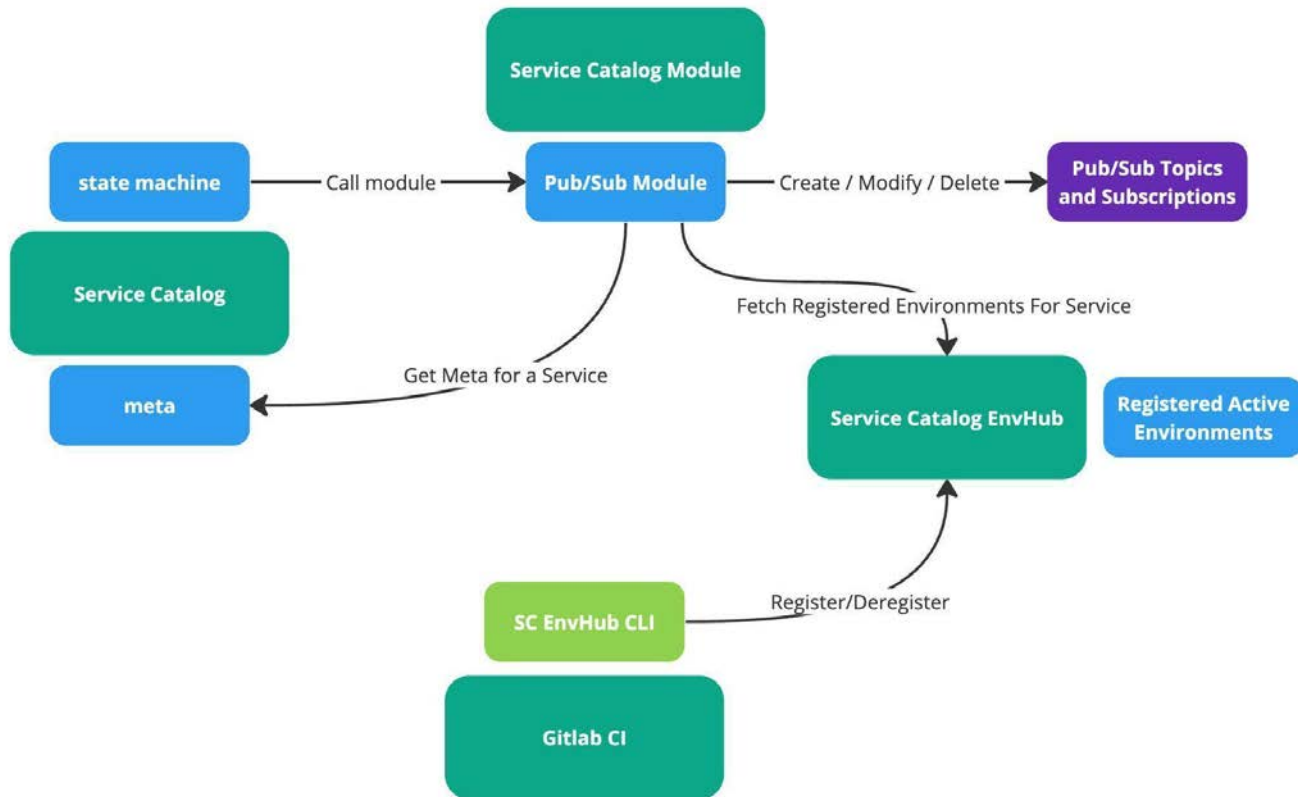 Service Catalog Module
state machine
Call module
Pub/Sub Module
Create / Modify / Delete
Pub/Sub Topics
and Subscriptions
Service Catalog
Fetch Registered Environments For Service
Get Meta for a Service
meta
Service Catalog EnvHub
Registered Active
Environments
Register/Deregister
SC EnvHub CLI
Gitlab CI